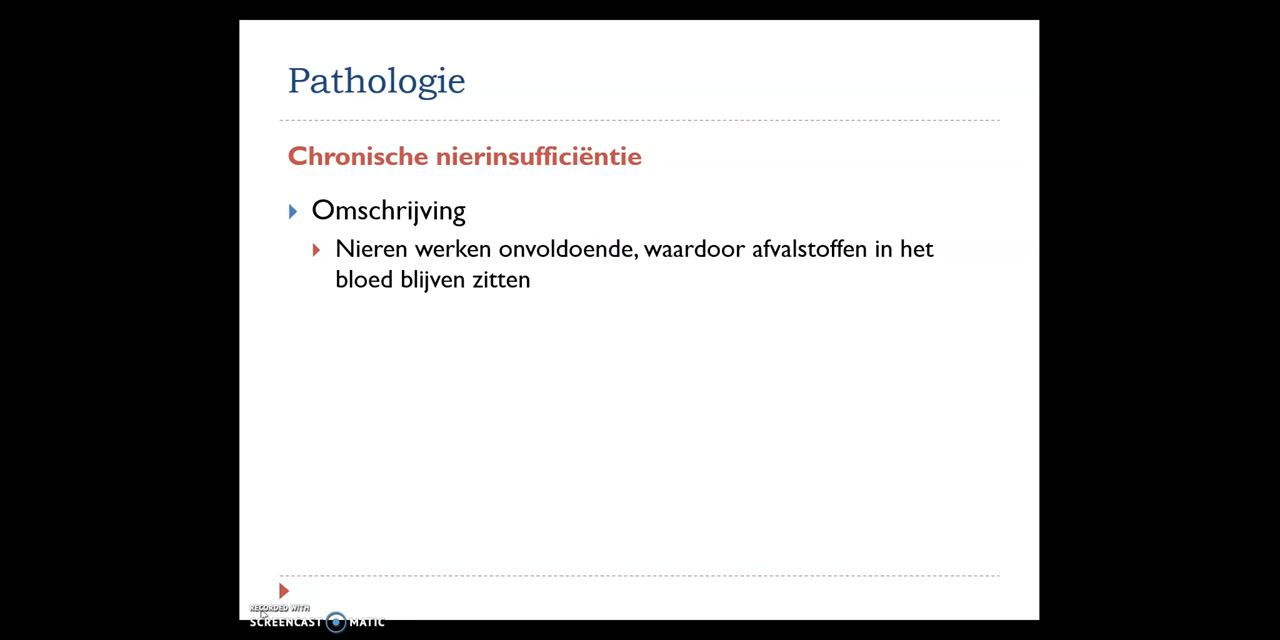 Pathologie
Chronische nierinsufficiëntie
Omschrijving
Nieren werken onvoldoende, waardoor afvalstoffen in het
bloed blijven zitten
RECORDED WITH
SCREENCAST MATIC